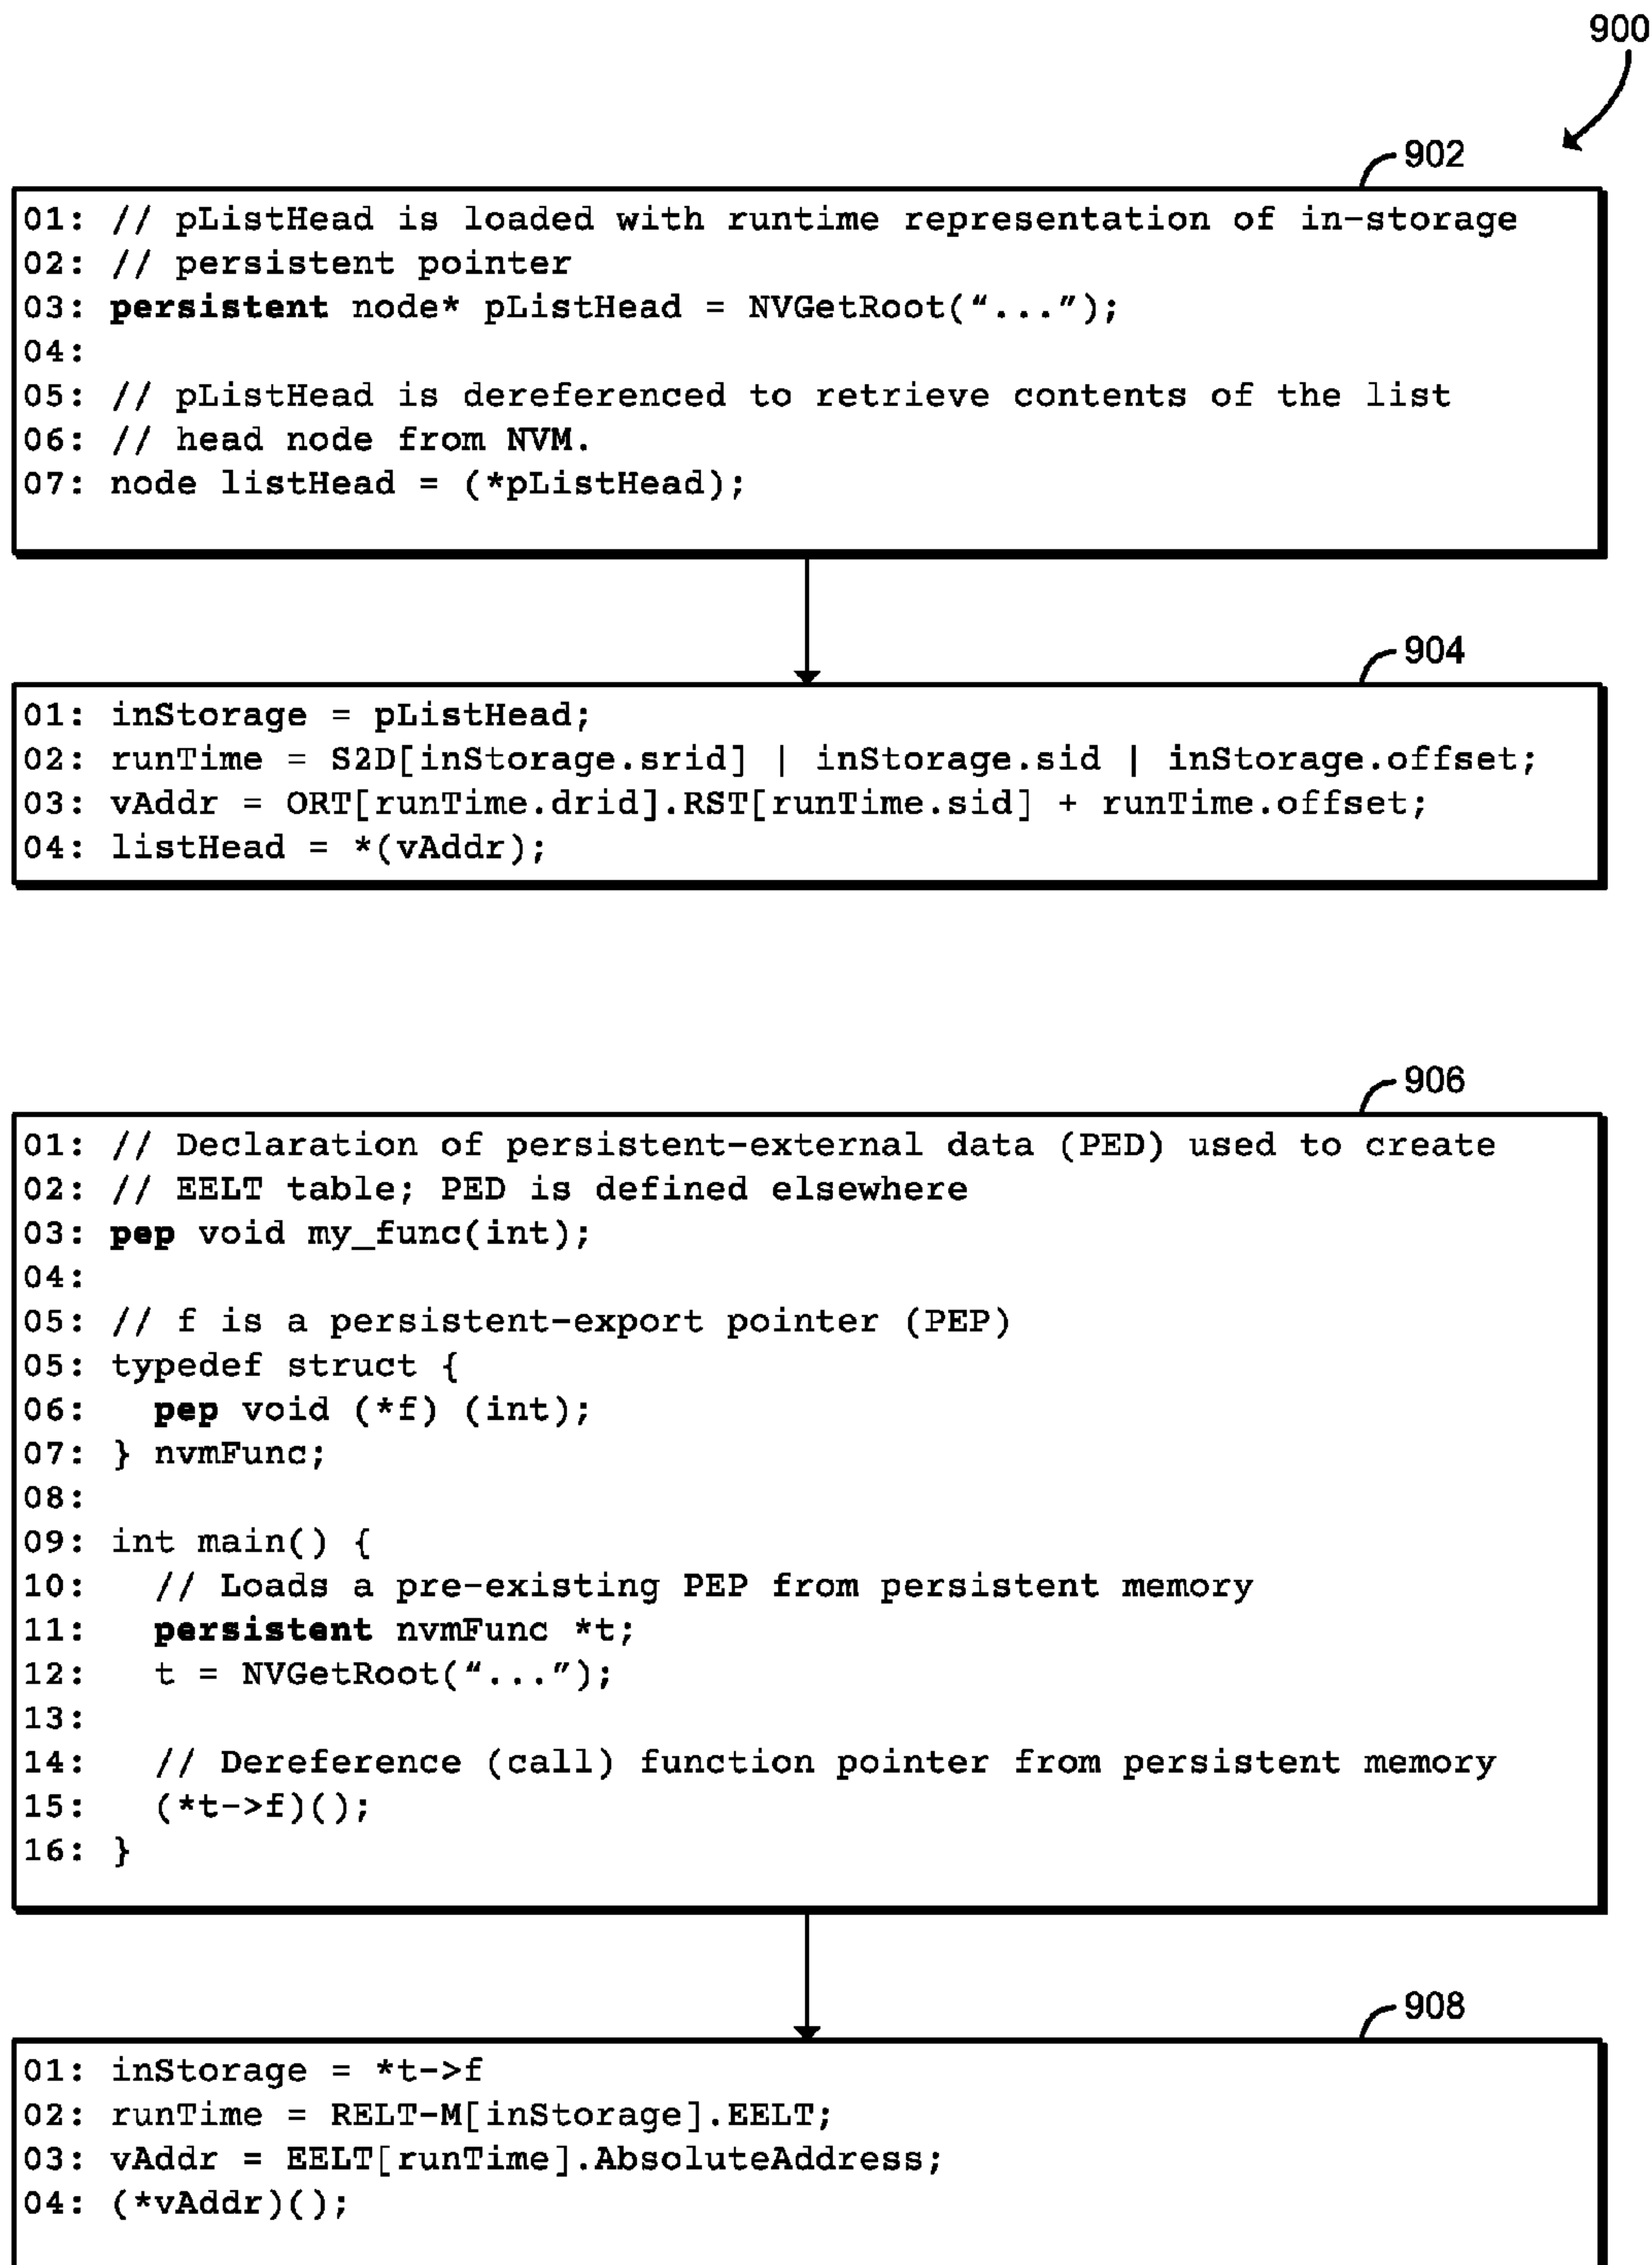 900
902
01: // pListHead is loaded with runtime representation of in-storage
02: // persistent pointer
03: persistent node* pListHead = NVGetRoot(“...”);
04:
05: // pListHead is dereferenced to retrieve contents of the list
06: // head node from NVM.
07: node listHead = (*pListHead);
904
01: inStorage = pListHead;
02: runTime = S2D[inStorage.srid] | inStorage.sid | inStorage.offset;
03: vAddr = ORT[runTime.drid].RST[runTime.sid] + runTime.offset;
04: listHead = *(vAddr);
906
01: // Declaration of persistent-external data (PED) used to create
02: // EELT table; PED is defined elsewhere
03: pep void my_func(int);
04:
05: // f is a persistent-export pointer (PEP)
05: typedef struct {
06:   pep void (*f) (int);
07: } nvmFunc;
08:
09: int main() {
10:   // Loads a pre-existing PEP from persistent memory
11:   persistent nvmFunc *t;
12:   t = NVGetRoot(“...”);
13:
14:   // Dereference (call) function pointer from persistent memory
15:   (*t->f)();
16: }
908
01: inStorage = *t->f
02: runTime = RELT-M[inStorage].EELT;
03: vAddr = EELT[runTime].AbsoluteAddress;
04: (*vAddr)();